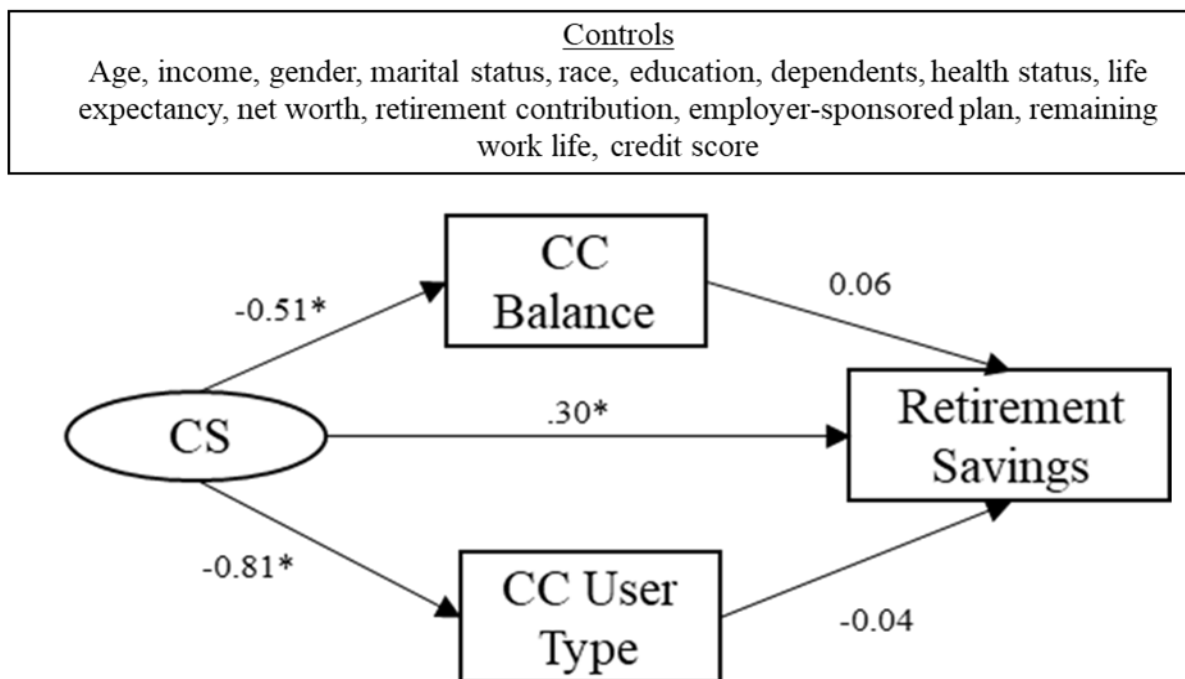 Controls
Age, income, gender, marital status, race, education, dependents, health status, life
expectancy, net worth, retirement contribution, employer-sponsored plan, remaining
work life, credit score
CC
Balance
-0.51*
0.06
CS
.30*
Retirement
Savings
-0.81*
CC User
Type
-0.04